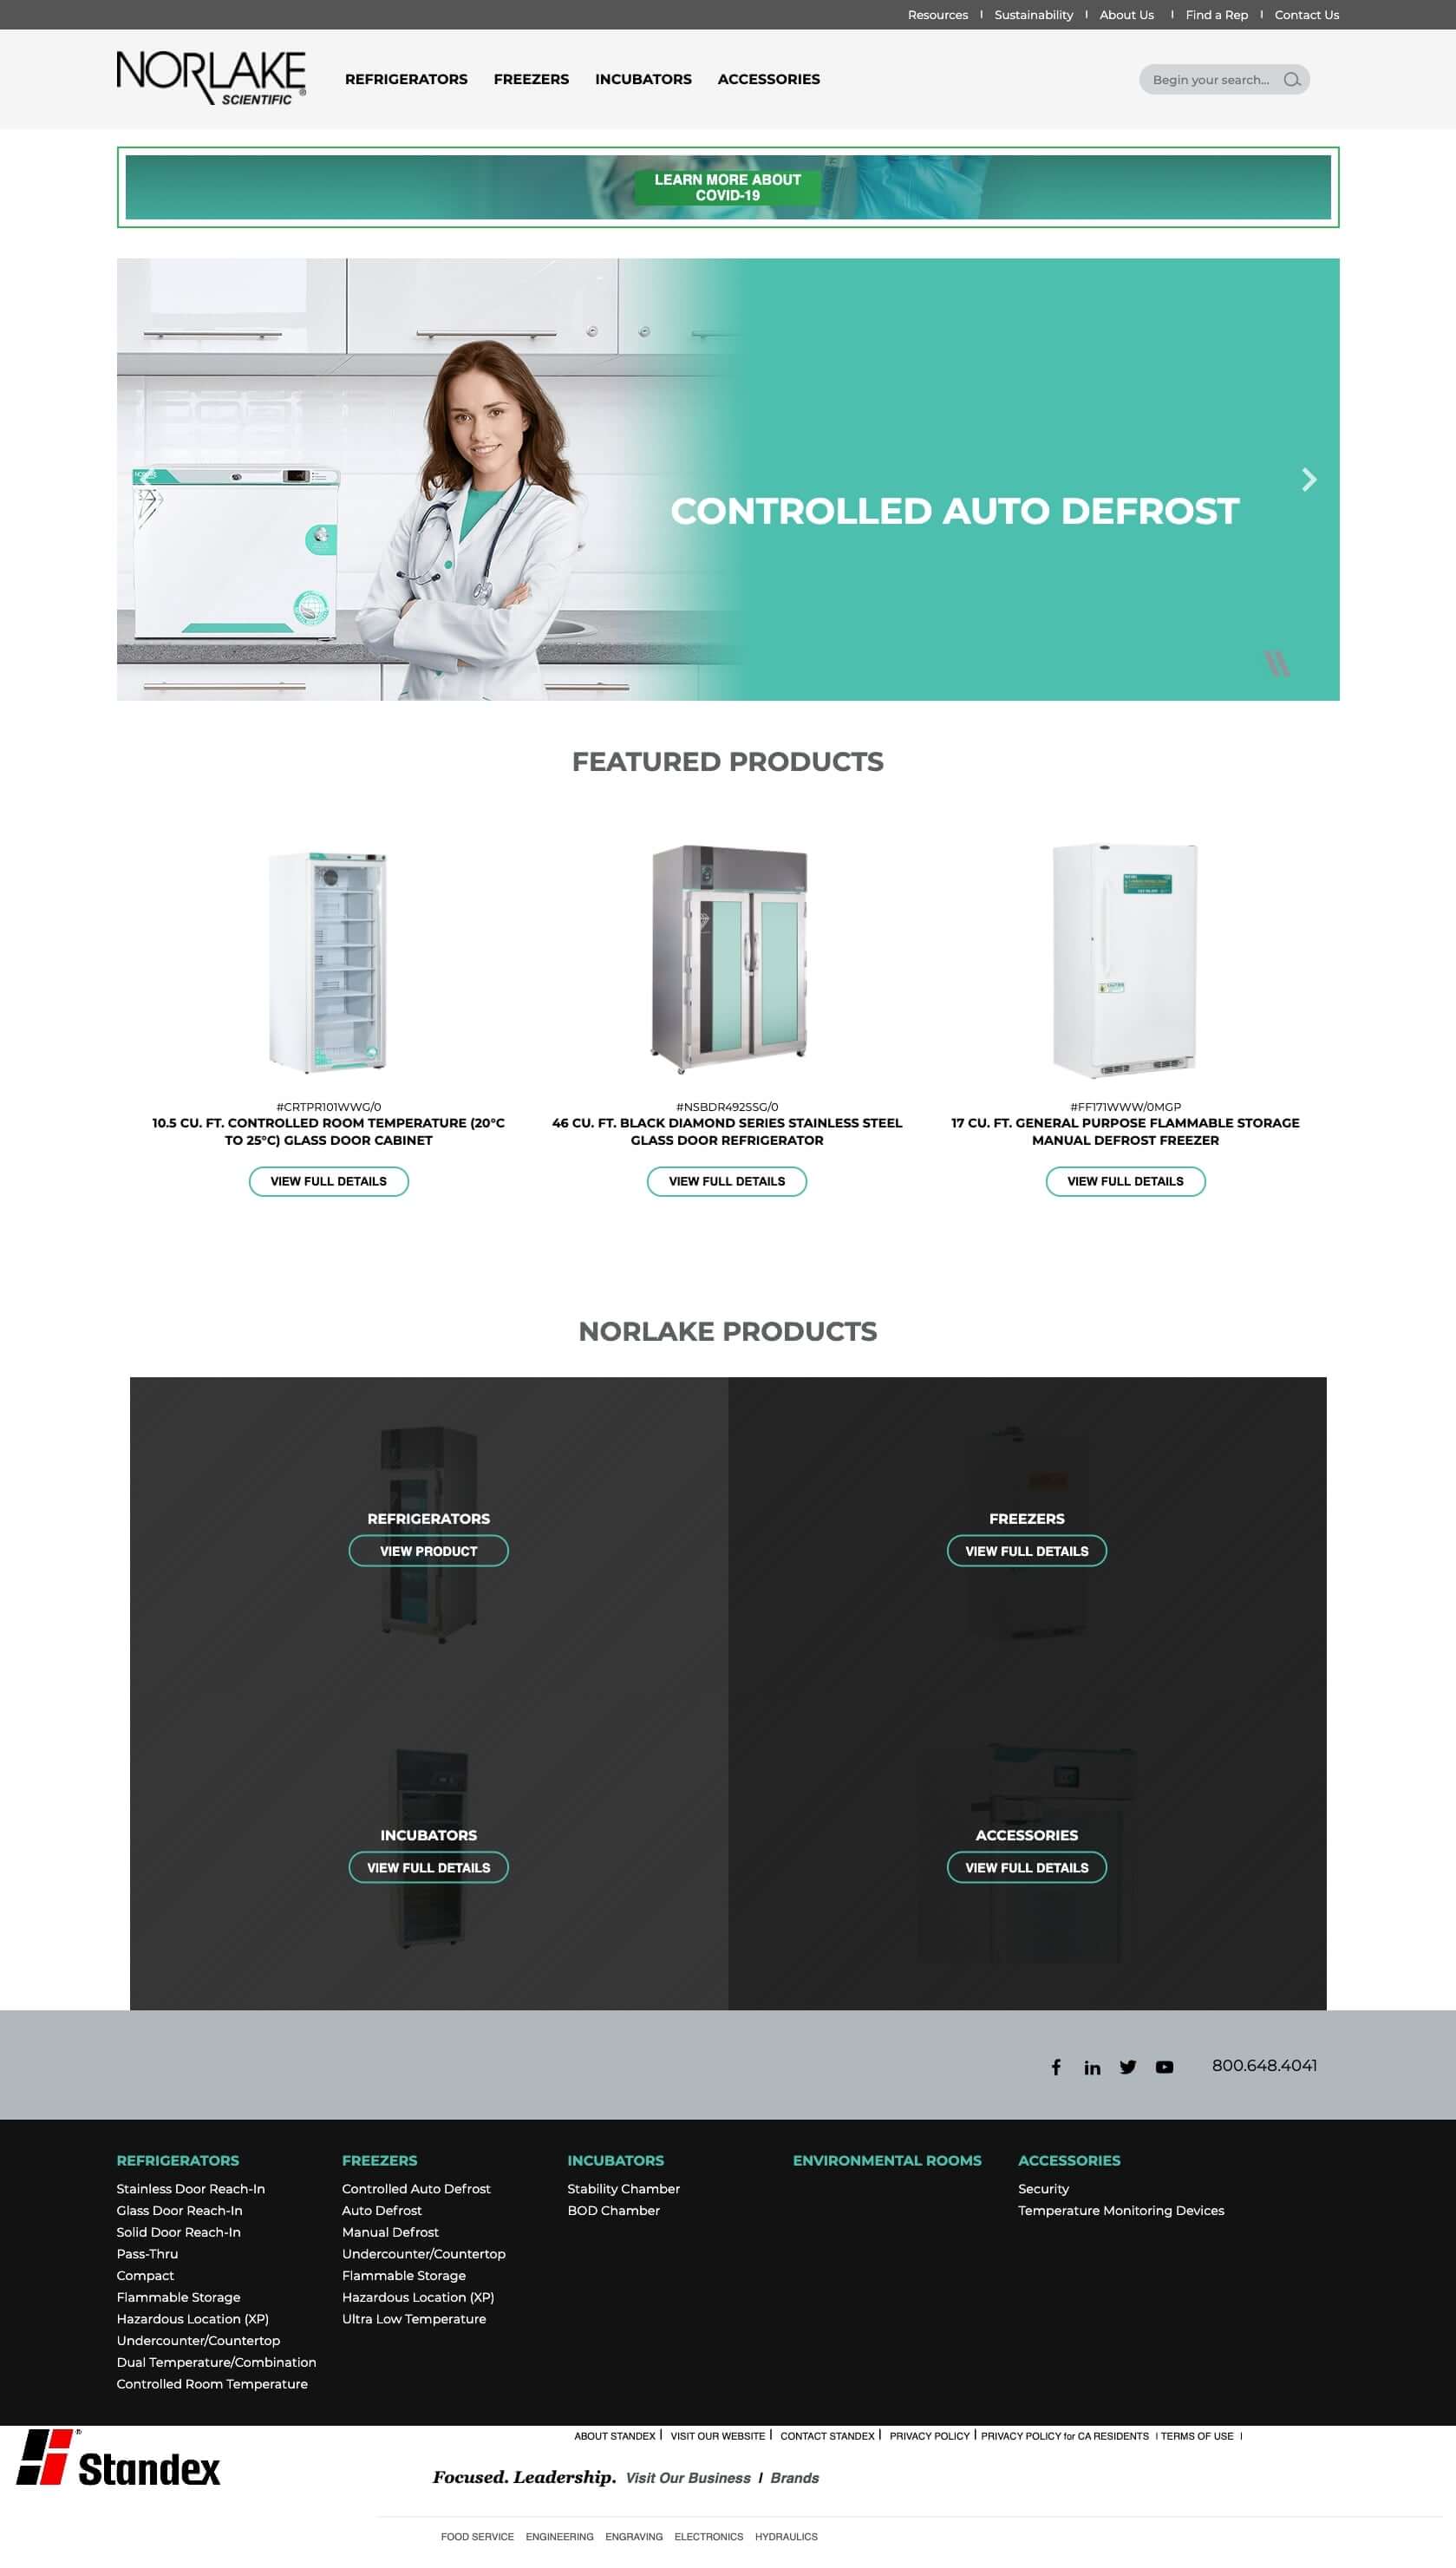 Resources | Sustainability | About Us | Find a Rep | Contact Us
NORLAKE
SCIENTIFIC®
REFRIGERATORS FREEZERS INCUBATORS ACCESSORIES
Begin your search...
LEARN MORE ABOUT
COVID-19
CONTROLLED AUTO DEFROST
FEATURED PRODUCTS
#CRTPR101WWG/0
10.5 CU. FT. CONTROLLED ROOM TEMPERATURE (20°C
TO 25°C) GLASS DOOR CABINET
VIEW FULL DETAILS
#NSBDR492SSG/0
46 CU. FT. BLACK DIAMOND SERIES STAINLESS STEEL
GLASS DOOR REFRIGERATOR
VIEW FULL DETAILS
#FF171WWW/0MGP
17 CU. FT. GENERAL PURPOSE FLAMMABLE STORAGE
MANUAL DEFROST FREEZER
VIEW FULL DETAILS
NORLAKE PRODUCTS
REFRIGERATORS
VIEW PRODUCT
FREEZERS
VIEW FULL DETAILS
INCUBATORS
VIEW FULL DETAILS
ACCESSORIES
VIEW FULL DETAILS
800.648.4041
REFRIGERATORS
Stainless Door Reach-In
Glass Door Reach-In
Solid Door Reach-In
Pass-Thru
Compact
Flammable Storage
Hazardous Location (XP)
Undercounter/Countertop
Dual Temperature/Combination
Controlled Room Temperature
FREEZERS
Controlled Auto Defrost
Auto Defrost
Manual Defrost
Undercounter/Countertop
Flammable Storage
Hazardous Location (XP)
Ultra Low Temperature
INCUBATORS
Stability Chamber
BOD Chamber
ENVIRONMENTAL ROOMS
ACCESSORIES
Security
Temperature Monitoring Devices
Standex®
ABOUT STANDEX | VISIT OUR WEBSITE | CONTACT STANDEX | PRIVACY POLICY | PRIVACY POLICY for CA RESIDENTS | TERMS OF USE |
Focused. Leadership. Visit Our Business / Brands
FOOD SERVICE ENGINEERING ENGRAVING ELECTRONICS HYDRAULICS